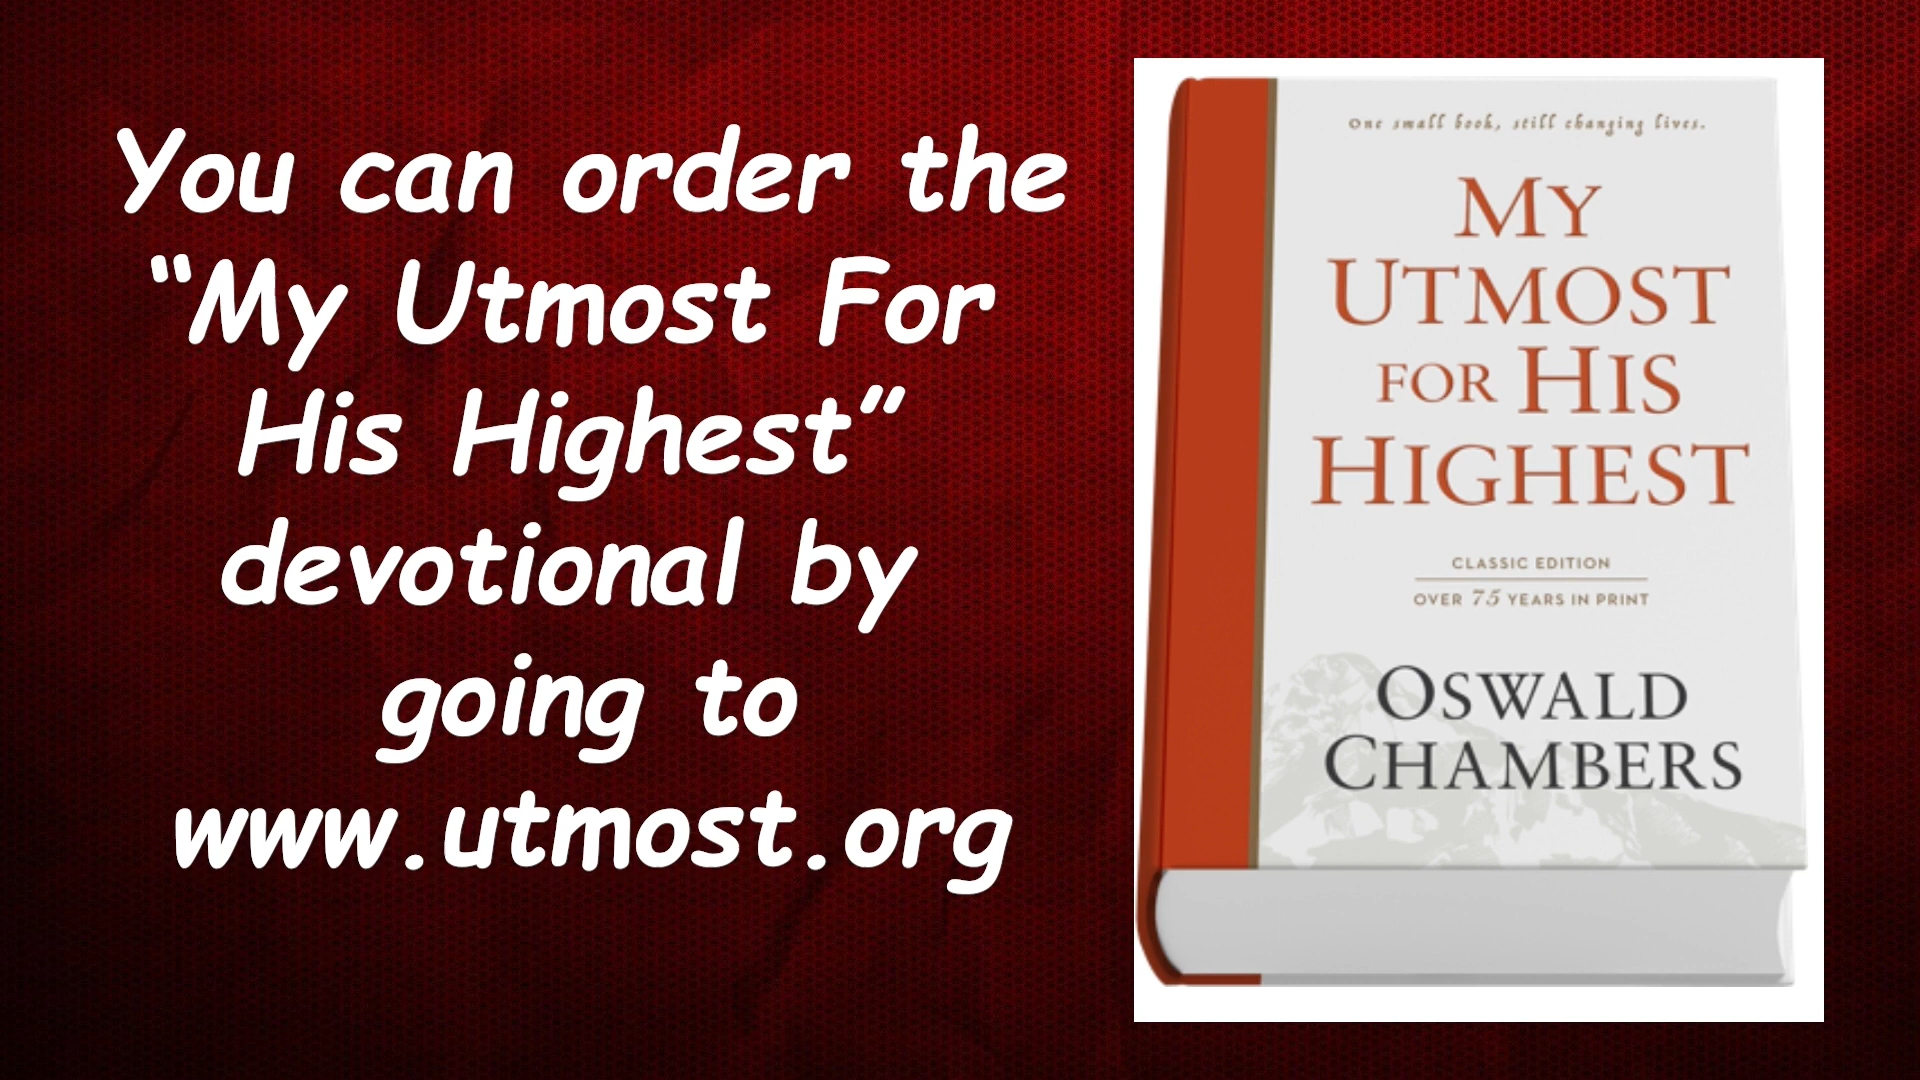 You can order the
“My Utmost For
His Highest”
devotional by
going to
www.utmost.org
One small book, still changing lives.
MY
UTMOST
FOR HIS
HIGHEST
CLASSIC EDITION
OVER 75 YEARS IN PRINT
OSWALD
CHAMBERS